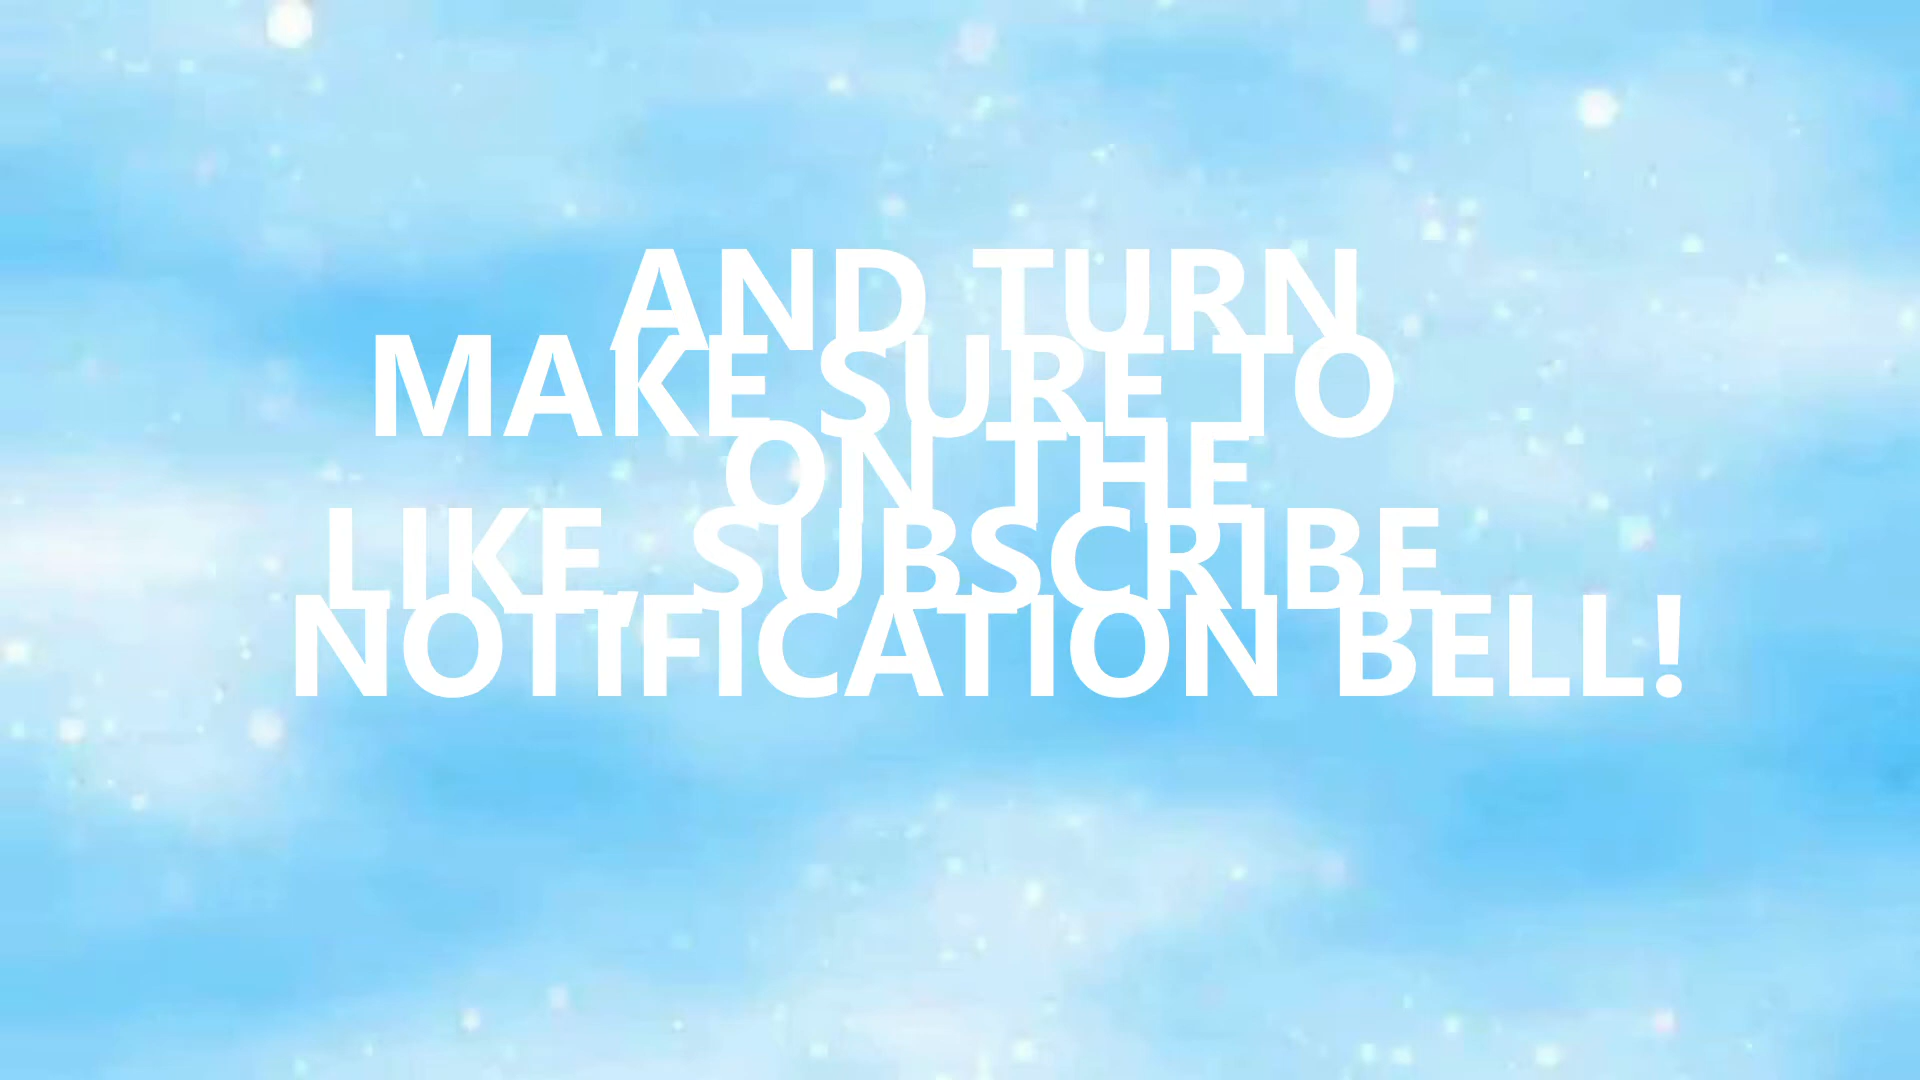 MAKE SURE TO
LIKE, SUBSCRIBE
AND TURN
ON THE
NOTIFICATION BELL!